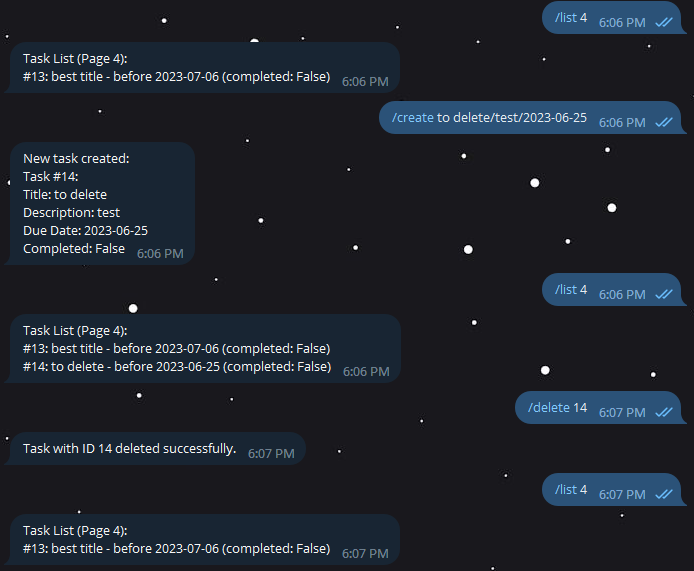 /list 4 6:06 PM
Task List (Page 4):
#13: best title - before 2023-07-06 (completed: False) 6:06 PM
/create to delete/test/2023-06-25 6:06 PM
New task created:
Task #14:
Title: to delete
Description: test
Due Date: 2023-06-25
Completed: False 6:06 PM
/list 4 6:06 PM
Task List (Page 4):
#13: best title - before 2023-07-06 (completed: False)
#14: to delete - before 2023-06-25 (completed: False) 6:06 PM
/delete 14 6:07 PM
Task with ID 14 deleted successfully. 6:07 PM
/list 4 6:07 PM
Task List (Page 4):
#13: best title - before 2023-07-06 (completed: False) 6:07 PM